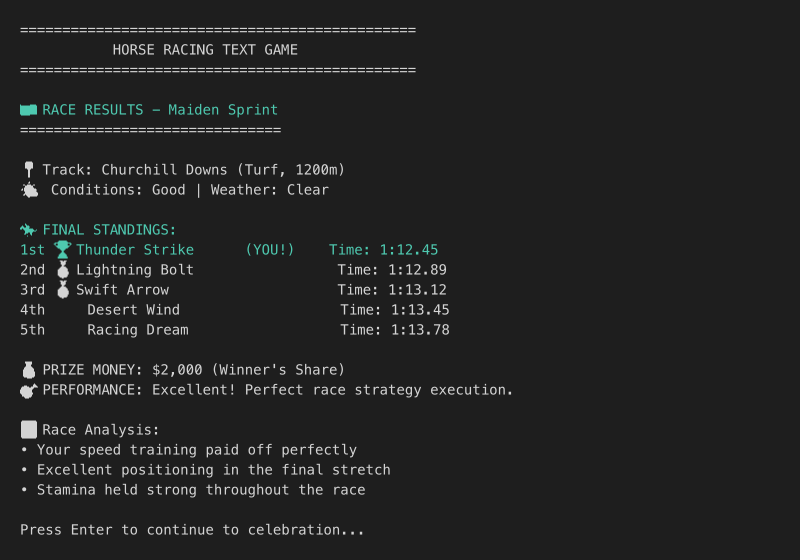 ===============================================
HORSE RACING TEXT GAME
===============================================
RACE RESULTS - Maiden Sprint
===============================
Track: Churchill Downs (Turf, 1200m)
Conditions: Good | Weather: Clear
FINAL STANDINGS:
1st Thunder Strike (YOU!) Time: 1:12.45
2nd Lightning Bolt Time: 1:12.89
3rd Swift Arrow Time: 1:13.12
4th Desert Wind Time: 1:13.45
5th Racing Dream Time: 1:13.78
PRIZE MONEY: $2,000 (Winner's Share)
PERFORMANCE: Excellent! Perfect race strategy execution.
Race Analysis:
• Your speed training paid off perfectly
• Excellent positioning in the final stretch
• Stamina held strong throughout the race
Press Enter to continue to celebration...